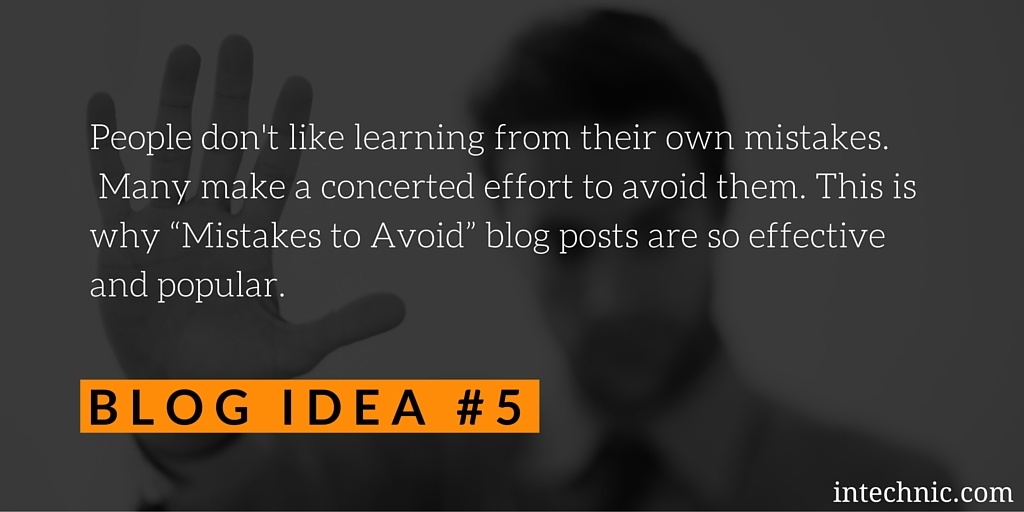 People don't like learning from their own mistakes.
Many make a concerted effort to avoid them. This is
why “Mistakes to Avoid” blog posts are so effective
and popular.
BLOG IDEA #5
intechnic.com